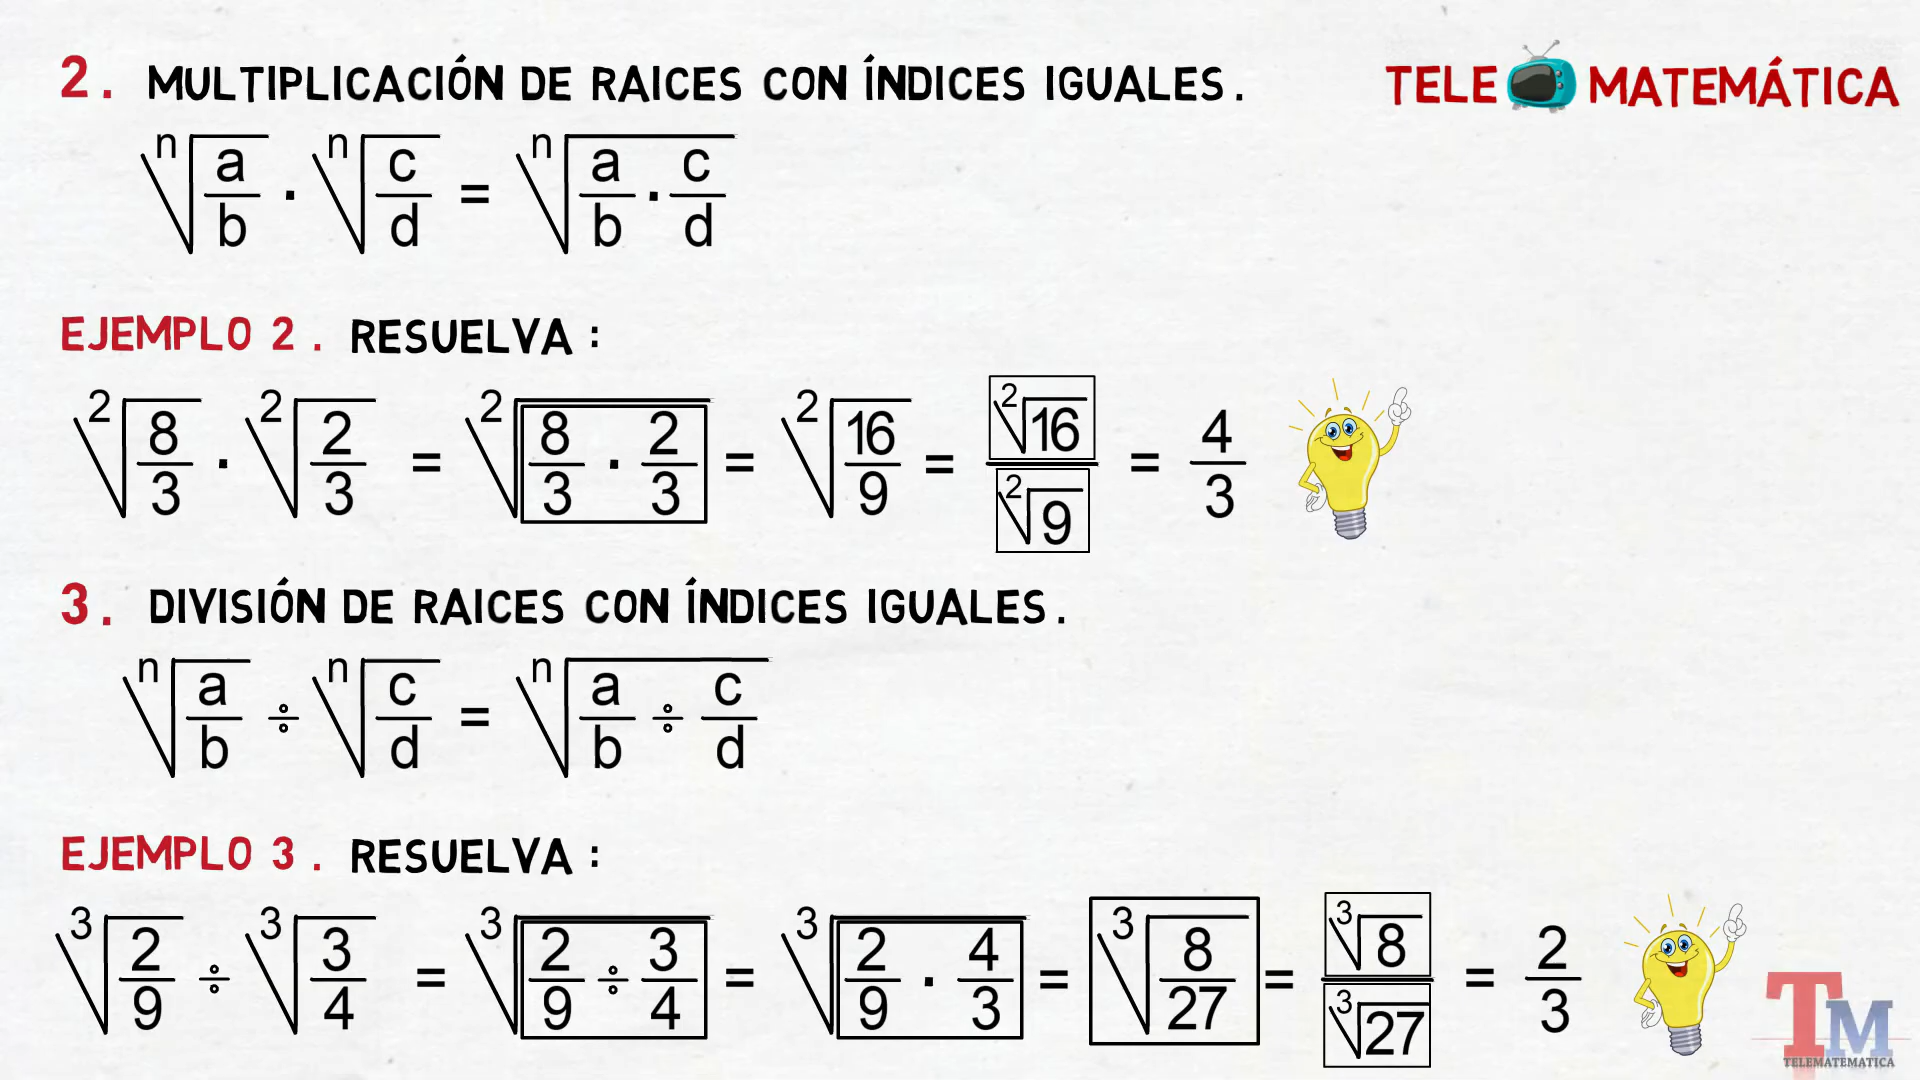 2. MULTIPLICACIÓN DE RAICES CON ÍNDICES IGUALES.
TELE MATEMÁTICA
ⁿ√(a/b) · ⁿ√(c/d) = ⁿ√(a/b · c/d)
EJEMPLO 2. RESUELVA :
²√(8/3) · ²√(2/3) = ²√(8/3 · 2/3) = ²√(16/9) = ²√16 / ²√9 = 4/3
3. DIVISIÓN DE RAICES CON ÍNDICES IGUALES.
ⁿ√(a/b) ÷ ⁿ√(c/d) = ⁿ√(a/b ÷ c/d)
EJEMPLO 3. RESUELVA :
³√(2/9) ÷ ³√(3/4) = ³√(2/9 ÷ 3/4) = ³√(2/9 · 4/3) = ³√(8/27) = ³√8 / ³√27 = 2/3
TM
TELEMATEMATICA